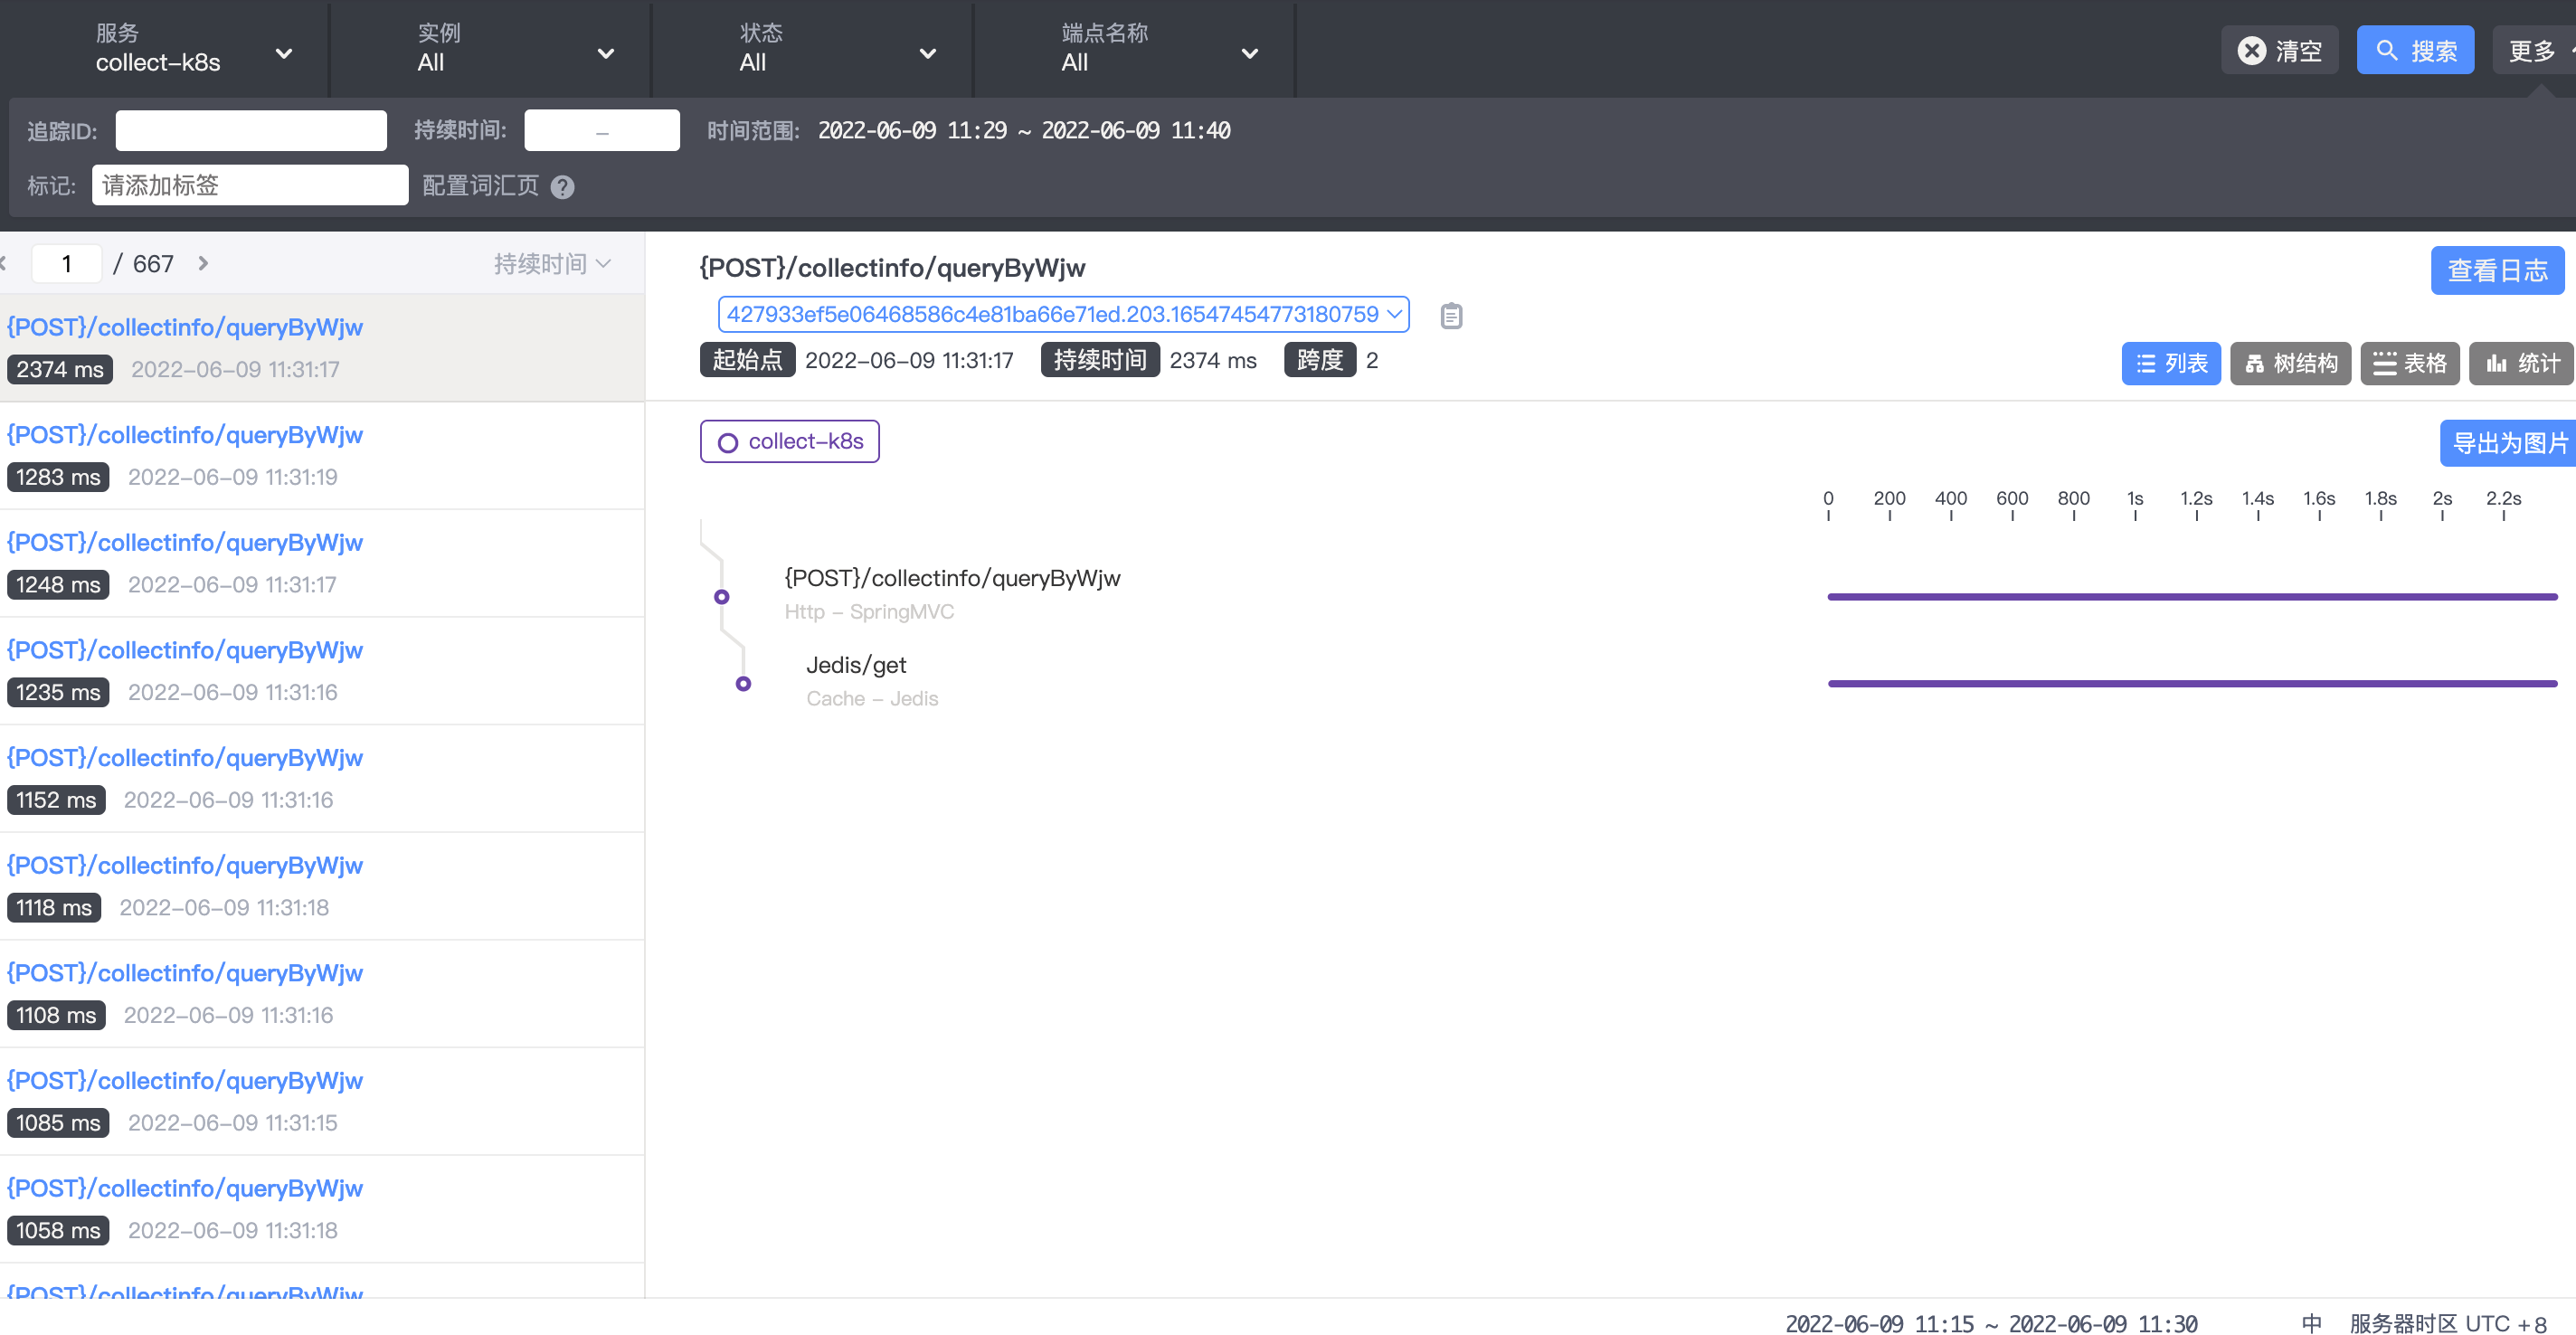 服务 实例 状态 端点名称
collect-k8s All All All 清空 搜索 更多
追踪ID: 持续时间: – 时间范围: 2022-06-09 11:29 ~ 2022-06-09 11:40
标记: 请添加标签 配置词汇页 ?
1 / 667 持续时间
{POST}/collectinfo/queryByWjw
2374 ms 2022-06-09 11:31:17
{POST}/collectinfo/queryByWjw
1283 ms 2022-06-09 11:31:19
{POST}/collectinfo/queryByWjw
1248 ms 2022-06-09 11:31:17
{POST}/collectinfo/queryByWjw
1235 ms 2022-06-09 11:31:16
{POST}/collectinfo/queryByWjw
1152 ms 2022-06-09 11:31:16
{POST}/collectinfo/queryByWjw
1118 ms 2022-06-09 11:31:18
{POST}/collectinfo/queryByWjw
1108 ms 2022-06-09 11:31:16
{POST}/collectinfo/queryByWjw
1085 ms 2022-06-09 11:31:15
{POST}/collectinfo/queryByWjw
1058 ms 2022-06-09 11:31:18
{POST}/collectinfo/queryByWjw
{POST}/collectinfo/queryByWjw 查看日志
427933ef5e06468586c4e81ba66e71ed.203.16547454773180759
起始点 2022-06-09 11:31:17 持续时间 2374 ms 跨度 2
列表 树结构 表格 统计
collect-k8s 导出为图片
0 200 400 600 800 1s 1.2s 1.4s 1.6s 1.8s 2s 2.2s
{POST}/collectinfo/queryByWjw
Http – SpringMVC
Jedis/get
Cache – Jedis
2022-06-09 11:15 ~ 2022-06-09 11:30 中 服务器时区 UTC +8